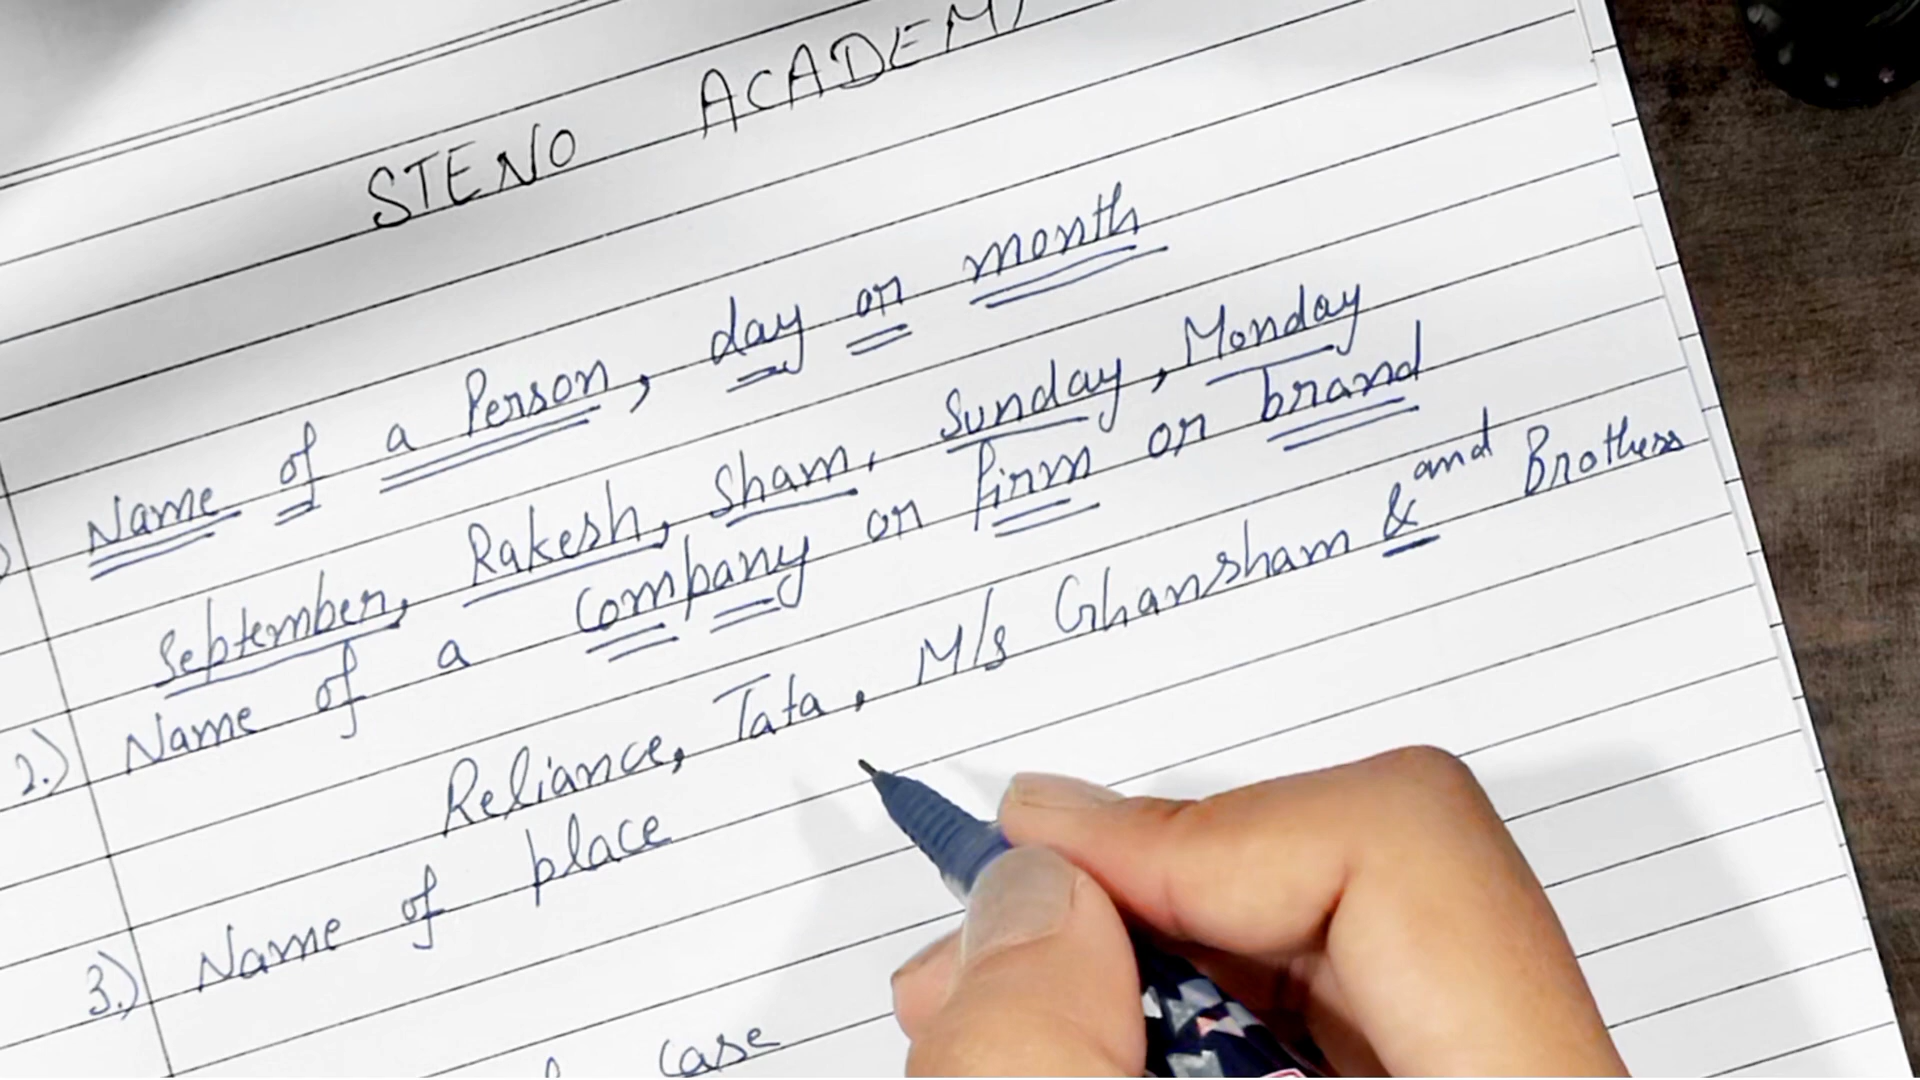 STENO ACADEMY
Name of a Person, day or month
September, Rakesh, Sham, Sunday, Monday
2.) Name of a Company or firm or brand
Reliance, Tata, M/s Ghansham & and Brothers
3.) Name of place
case